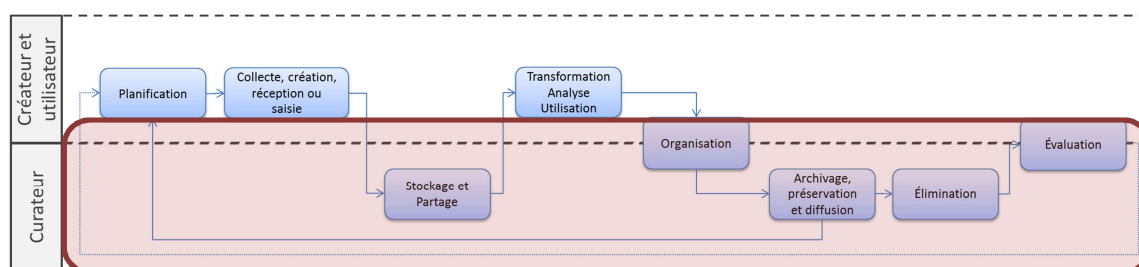 Créateur et
utilisateur
Planification
Collecte, création,
réception ou
saisie
Transformation
Analyse
Utilisation
Organisation
Évaluation
Curateur
Stockage et
Partage
Archivage,
préservation
et diffusion
Élimination